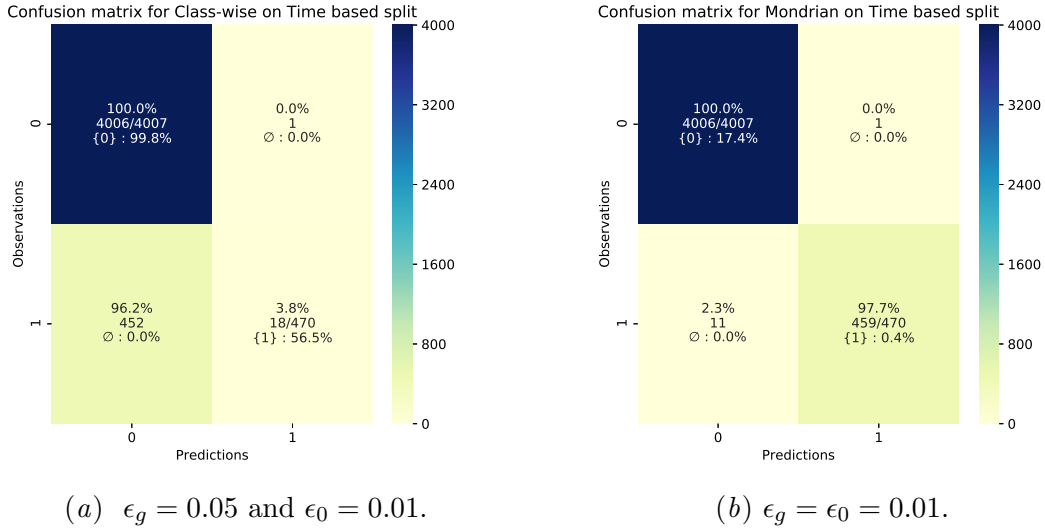 Confusion matrix for Class-wise on Time based split
4000
3200
2400
1600
800
0
Observations
0
1
100.0%
4006/4007
{0} : 99.8%
0.0%
1
∅ : 0.0%
96.2%
452
∅ : 0.0%
3.8%
18/470
{1} : 56.5%
0
1
Predictions
(a) ϵg = 0.05 and ϵ0 = 0.01.
Confusion matrix for Mondrian on Time based split
4000
3200
2400
1600
800
0
Observations
0
1
100.0%
4006/4007
{0} : 17.4%
0.0%
1
∅ : 0.0%
2.3%
11
∅ : 0.0%
97.7%
459/470
{1} : 0.4%
0
1
Predictions
(b) ϵg = ϵ0 = 0.01.